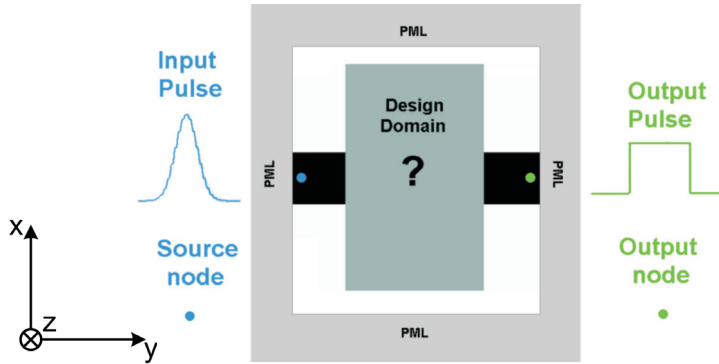 PML
Input
Pulse
Design
Domain
?
Output
Pulse
PML
PML
x
Source
node
Output
node
z
y
PML